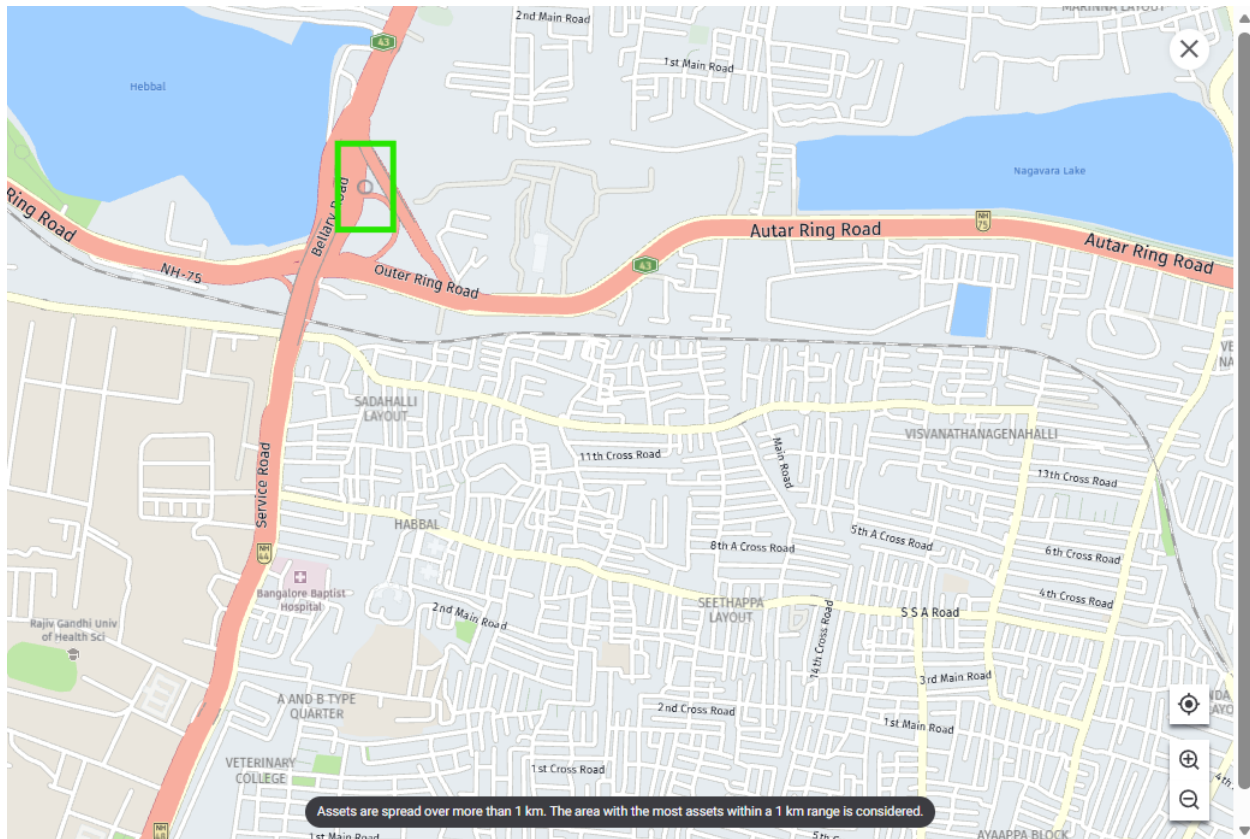 MARINNA LAYOUT
2nd Main Road
43
1st Main Road
Hebbal
Nagavara Lake
Bellary Road
Ring Road
NH-75
Outer Ring Road
43
Autar Ring Road
NH
75
Autar Ring Road
SADAHALLI
LAYOUT
VISVANATHANAGENAHALLI
11th Cross Road
Main Road
13th Cross Road
Service Road
HABBAL
5th A Cross Road
8th A Cross Road
6th Cross Road
NH
44
Bangalore Baptist
Hospital
4th Cross Road
2nd Main Road
SEETHAPPA
LAYOUT
S S A Road
14th Cross Road
Rajiv Gandhi Univ
of Health Sci
3rd Main Road
A AND B TYPE
QUARTER
2nd Cross Road
1st Main Road
VETERINARY
COLLEGE
1st Cross Road
4th
Assets are spread over more than 1 km. The area with the most assets within a 1 km range is considered.
NH
48
1st Main Road
5th C
AYAAPPA BLOCK